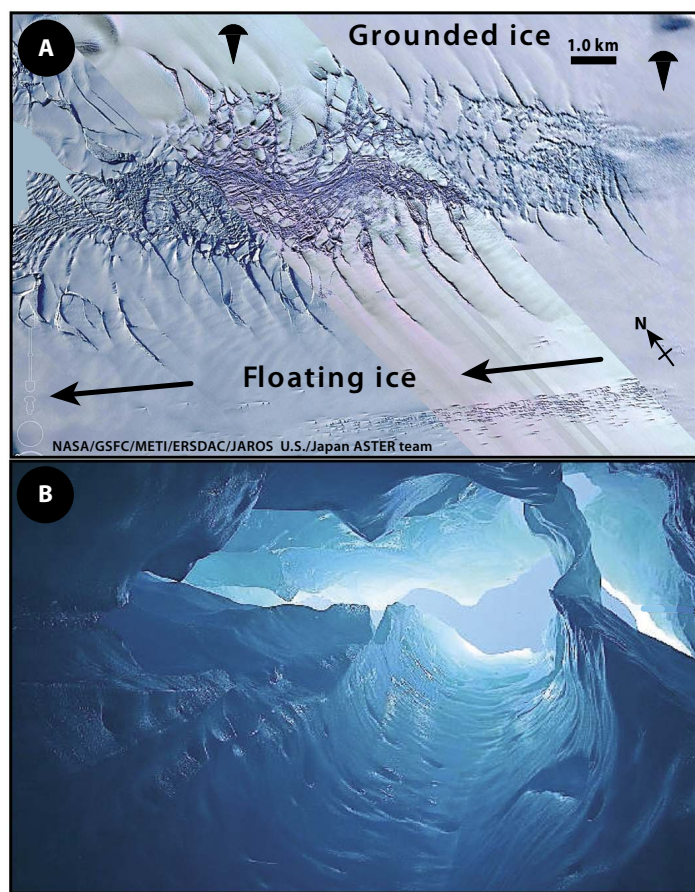 A
Grounded ice
1.0 km
N
Floating ice
NASA/GSFC/METI/ERSDAC/JAROS U.S./Japan ASTER team
B